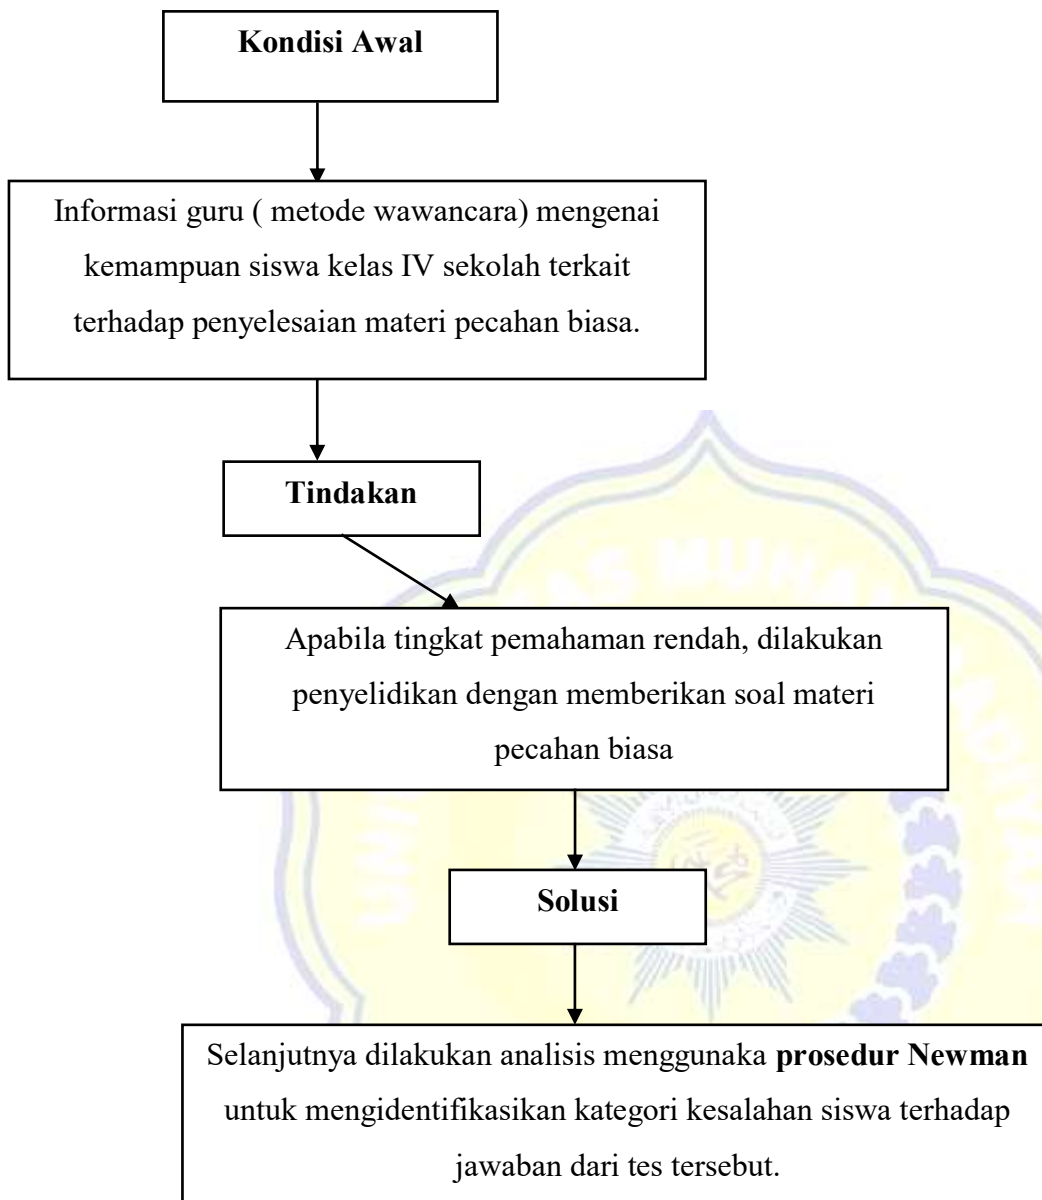 Kondisi Awal
Informasi guru ( metode wawancara) mengenai
kemampuan siswa kelas IV sekolah terkait
terhadap penyelesaian materi pecahan biasa.
Tindakan
Apabila tingkat pemahaman rendah, dilakukan
penyelidikan dengan memberikan soal materi
pecahan biasa
Solusi
Selanjutnya dilakukan analisis menggunaka prosedur Newman
untuk mengidentifikasikan kategori kesalahan siswa terhadap
jawaban dari tes tersebut.